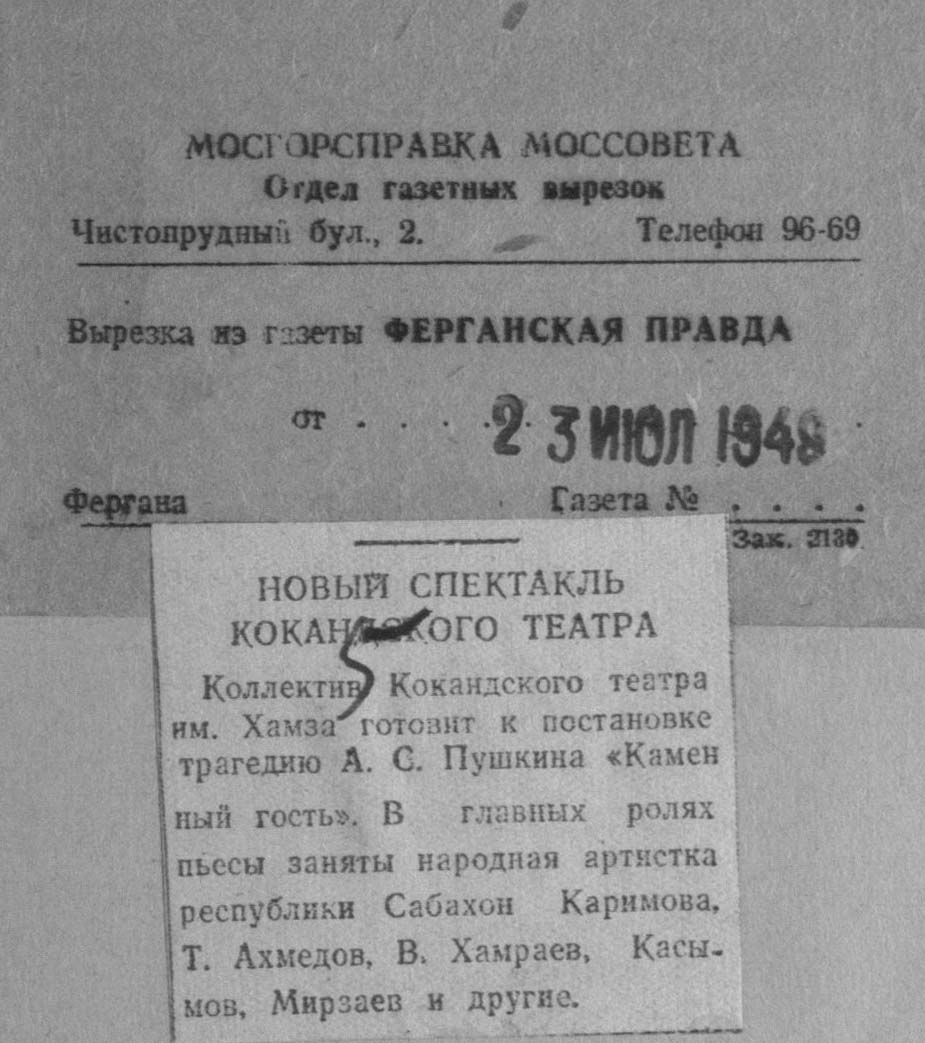 МОСГОРСПРАВКА МОССОВЕТА
Отдел газетных вырезок
Чистопрудный бул., 2. Телефон 96-69
Вырезка из газеты ФЕРГАНСКАЯ ПРАВДА
от . . . . 2 3 ИЮЛ 1948 .
Фергана Газета № . . . .
Зак. 2130
НОВЫЙ СПЕКТАКЛЬ
КОКАНДСКОГО ТЕАТРА
Коллектив Кокандского театра
им. Хамза готовит к постановке
трагедию А. С. Пушкина «Камен
ный гость». В главных ролях
пьесы заняты народная артистка
республики Сабахон Каримова,
Т. Ахмедов, В. Хамраев, Касы-
мов, Мирзаев и другие.